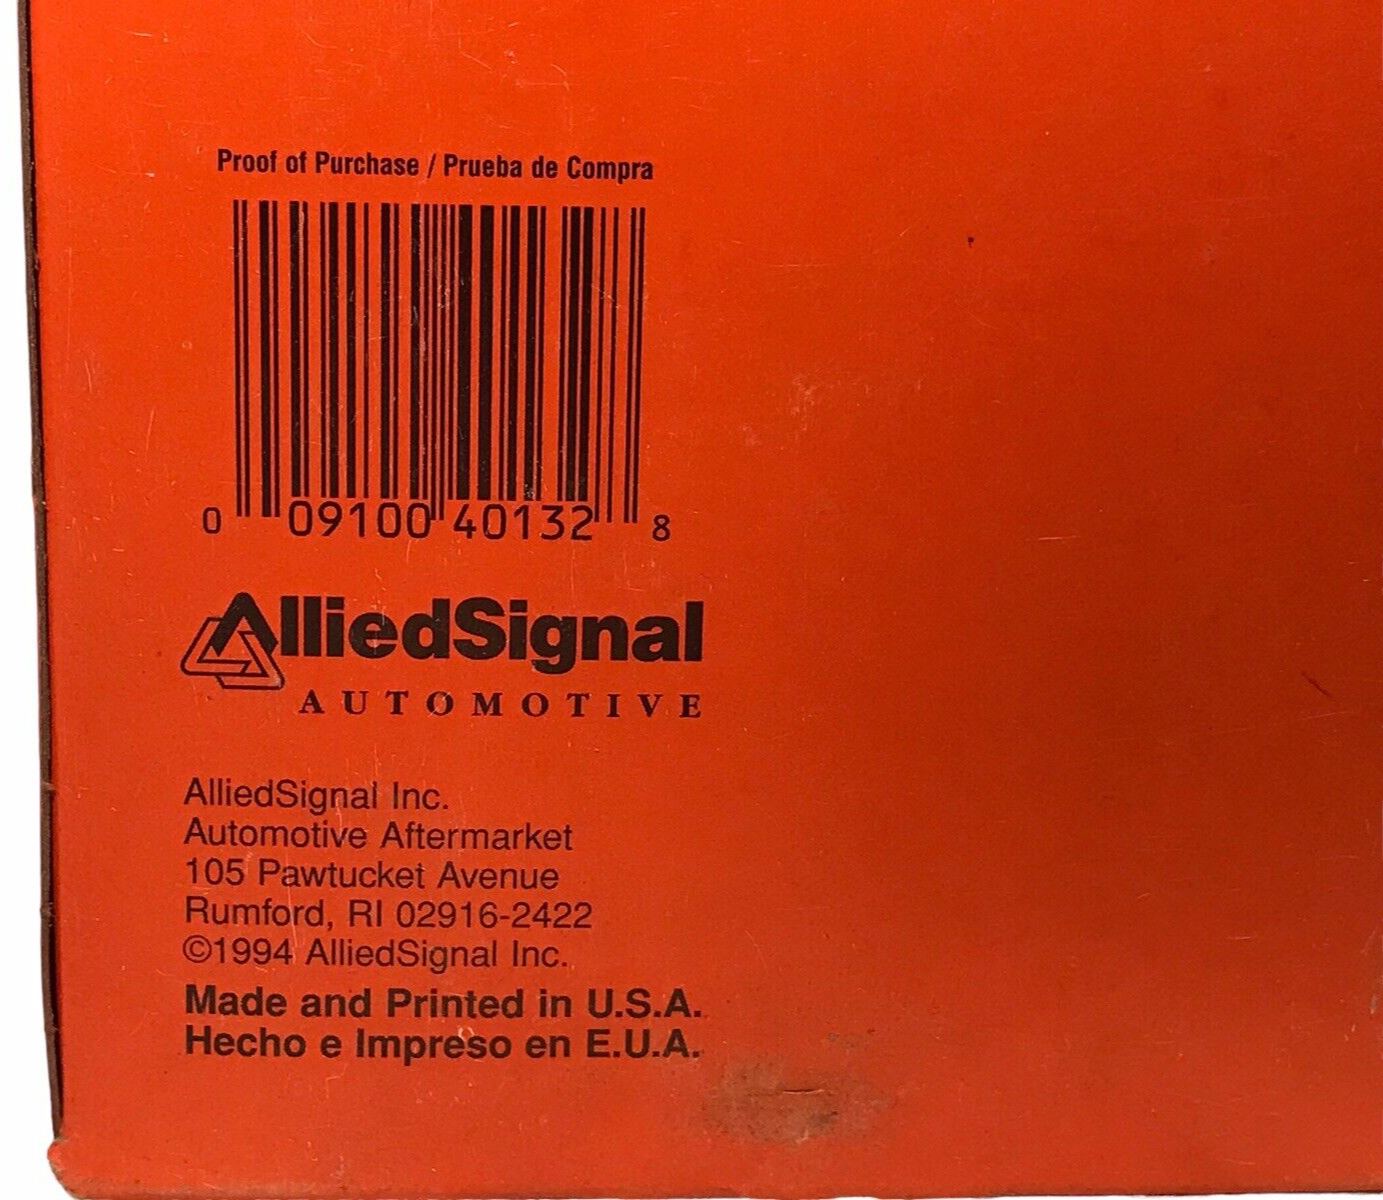 Proof of Purchase / Prueba de Compra
0 09100 40132 8
AlliedSignal
AUTOMOTIVE
AlliedSignal Inc.
Automotive Aftermarket
105 Pawtucket Avenue
Rumford, RI 02916-2422
©1994 AlliedSignal Inc.
Made and Printed in U.S.A.
Hecho e Impreso en E.U.A.